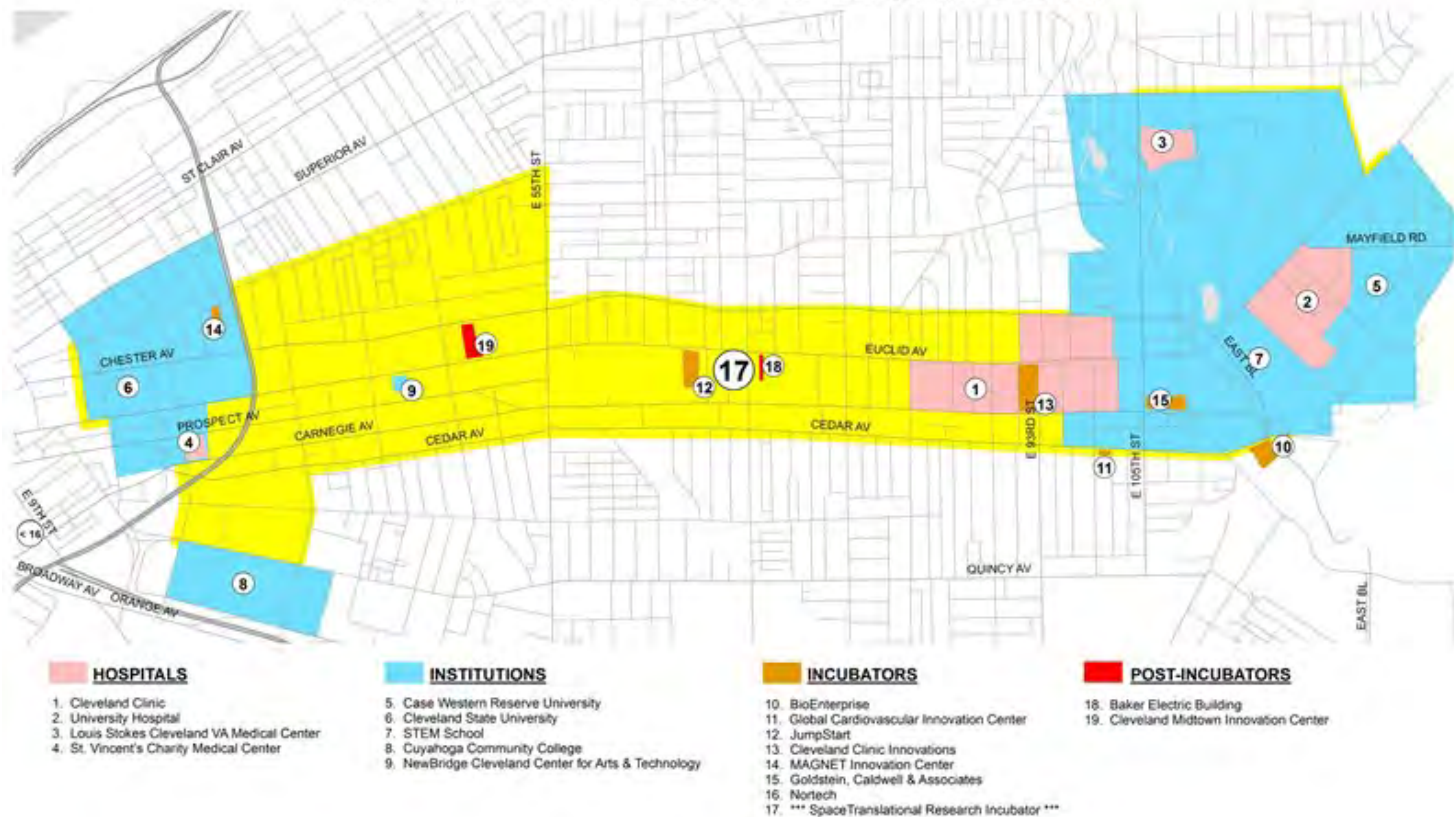 ST CLAIR AV
SUPERIOR AV
E 55TH ST
3
MAYFIELD RD
2
5
14
CHESTER AV
19
EUCLID AV
EAST BL
7
6
9
12
17
18
1
13
15
PROSPECT AV
4
CARNEGIE AV
CEDAR AV
CEDAR AV
E 93RD ST
E 105TH ST
10
11
E 9TH ST
< 16
BROADWAY AV
ORANGE AV
8
QUINCY AV
EAST BL
HOSPITALS
1. Cleveland Clinic
2. University Hospital
3. Louis Stokes Cleveland VA Medical Center
4. St. Vincent's Charity Medical Center
INSTITUTIONS
5. Case Western Reserve University
6. Cleveland State University
7. STEM School
8. Cuyahoga Community College
9. NewBridge Cleveland Center for Arts & Technology
INCUBATORS
10. BioEnterprise
11. Global Cardiovascular Innovation Center
12. JumpStart
13. Cleveland Clinic Innovations
14. MAGNET Innovation Center
15. Goldstein, Caldwell & Associates
16. Nortech
17. *** SpaceTranslational Research Incubator ***
POST-INCUBATORS
18. Baker Electric Building
19. Cleveland Midtown Innovation Center